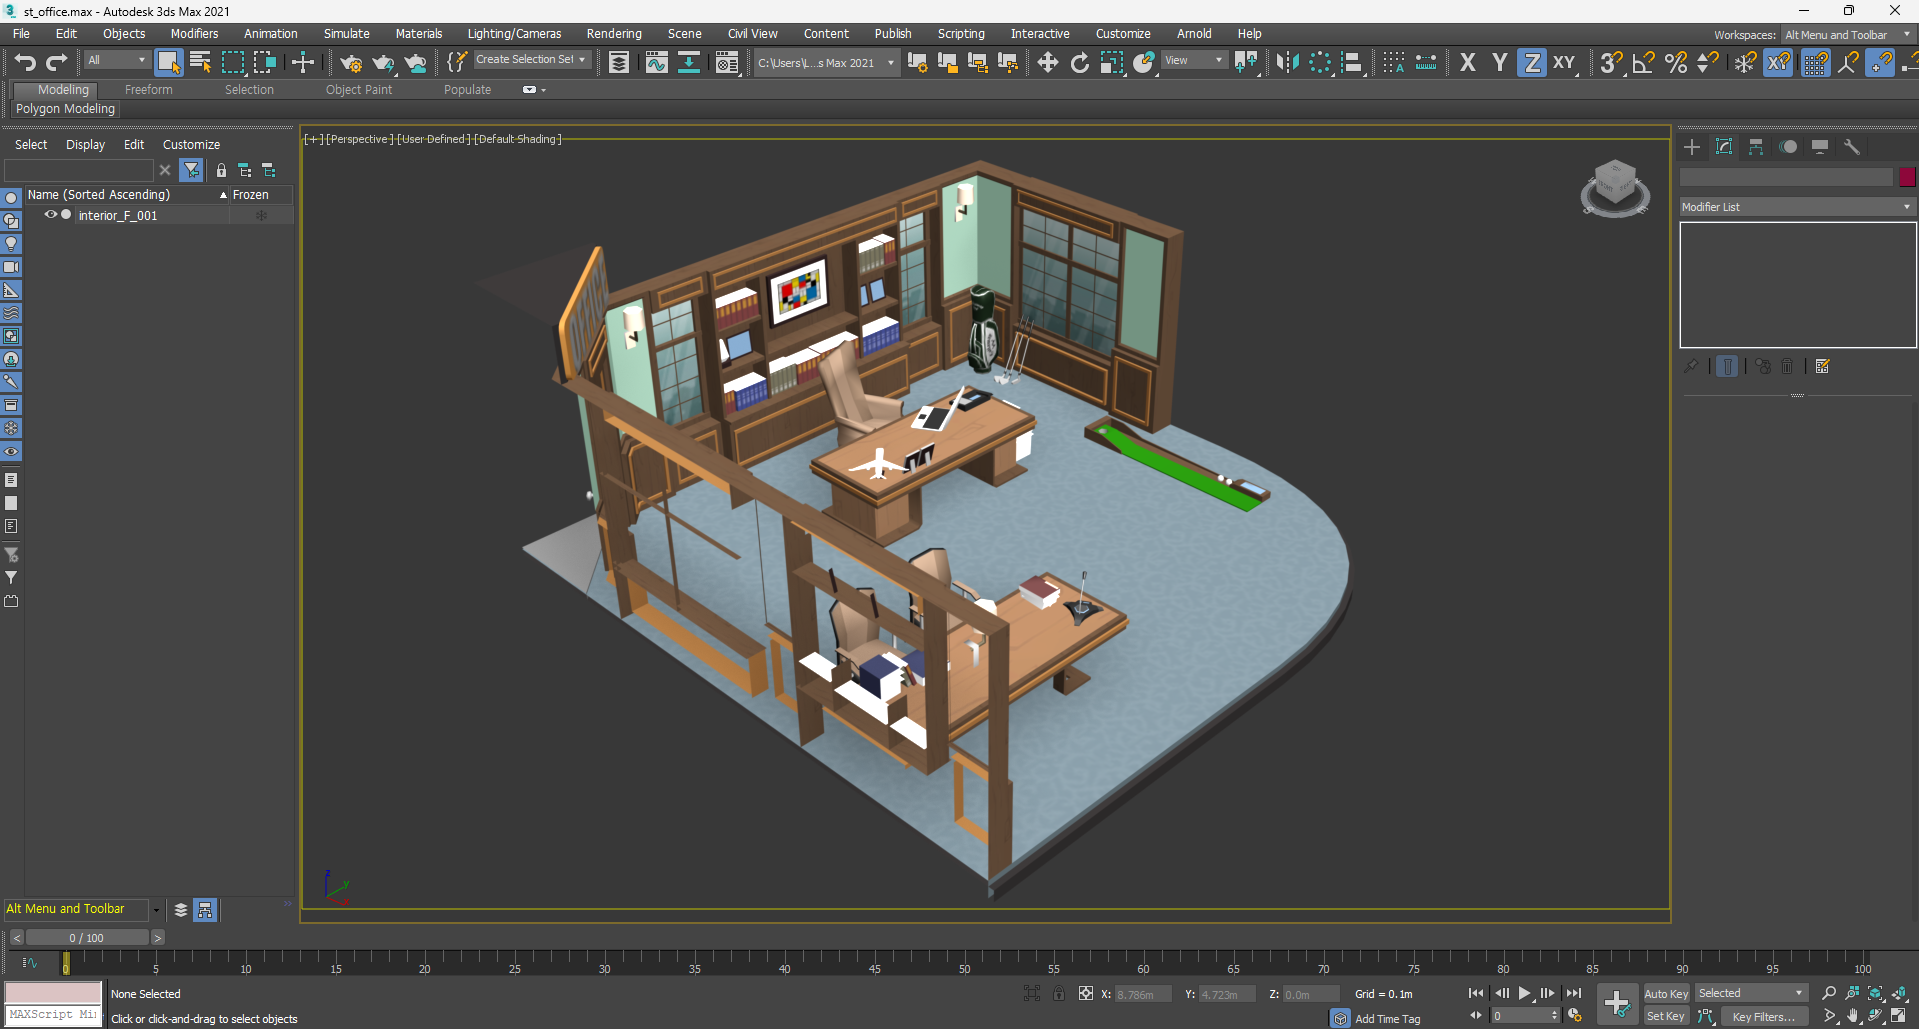 st_office.max - Autodesk 3ds Max 2021
File Edit Objects Modifiers Animation Simulate Materials Lighting/Cameras Rendering Scene Civil View Content Publish Scripting Interactive Customize Arnold Help
Workspaces: Alt Menu and Toolbar
All
Create Selection Set
C:\Users\L...s Max 2021
View
X Y Z XY
Modeling Freeform Selection Object Paint Populate
Polygon Modeling
Select Display Edit Customize
Name (Sorted Ascending) Frozen
interior_F_001
[+] [Perspective] [User Defined] [Default Shading]
Modifier List
z
y
Alt Menu and Toolbar
< 0 / 100 >
0 5 10 15 20 25 30 35 40 45 50 55 60 65 70 75 80 85 90 95 100
None Selected
X: 8.786m Y: 4.723m Z: 0.0m Grid = 0.1m
Auto Key Selected
MAXScript Mi
Click or click-and-drag to select objects
Add Time Tag
0
Set Key Key Filters...